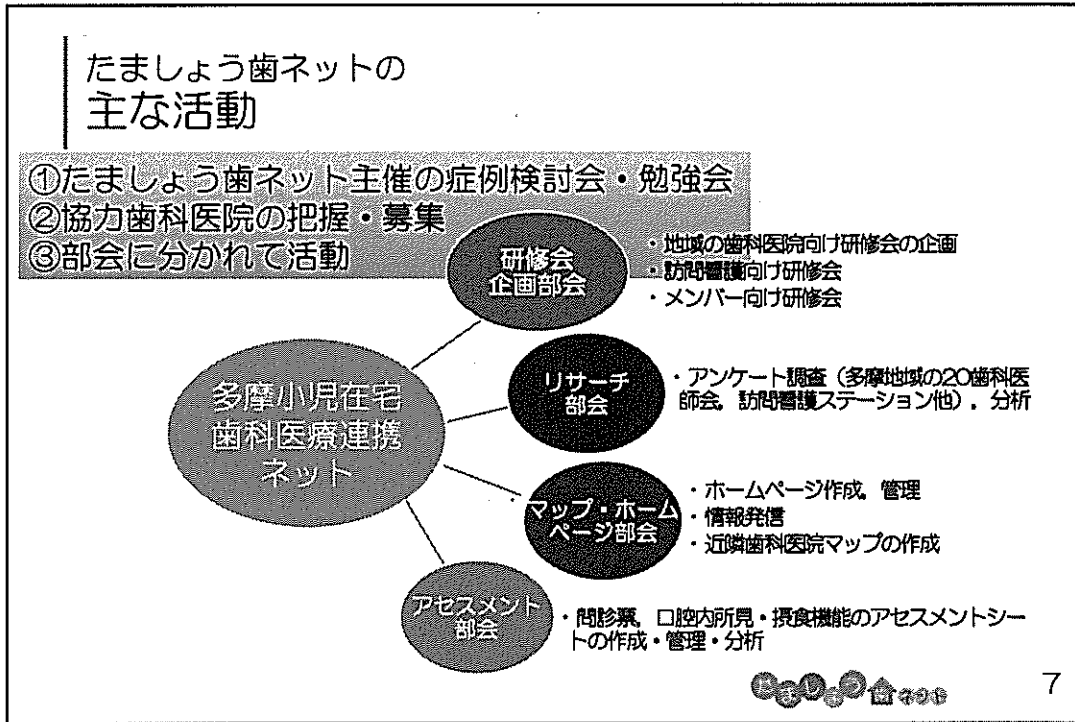 たましょう歯ネットの
主な活動
①たましょう歯ネット主催の症例検討会・勉強会
②協力歯科医院の把握・募集
③部会に分かれて活動
研修会
企画部会
・地域の歯科医院向け研修会の企画
・訪問看護向け研修会
・メンバー向け研修会
多摩小児在宅
歯科医療連携
ネット
リサーチ
部会
・アンケート調査（多摩地域の20歯科医
師会，訪問看護ステーション他），分析
マップ・ホーム
ページ部会
・ホームページ作成，管理
・情報発信
・近隣歯科医院マップの作成
アセスメント
部会
・問診票，口腔内所見・摂食機能のアセスメントシー
トの作成・管理・分析
たましょう歯ネット
7